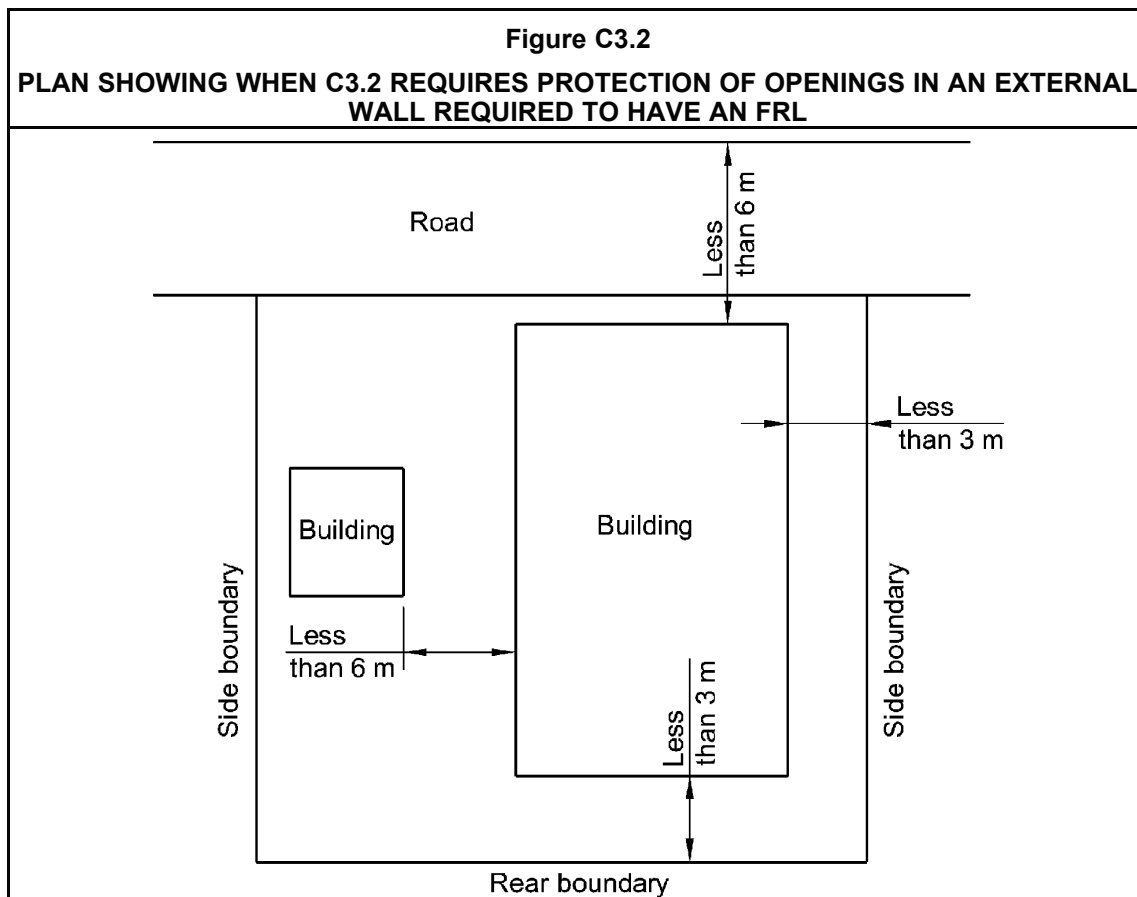 Figure C3.2
PLAN SHOWING WHEN C3.2 REQUIRES PROTECTION OF OPENINGS IN AN EXTERNAL
WALL REQUIRED TO HAVE AN FRL
Road
Less
than 6 m
Less
than 3 m
Building
Building
Side boundary
Less
than 6 m
Less
than 3 m
Side boundary
Rear boundary